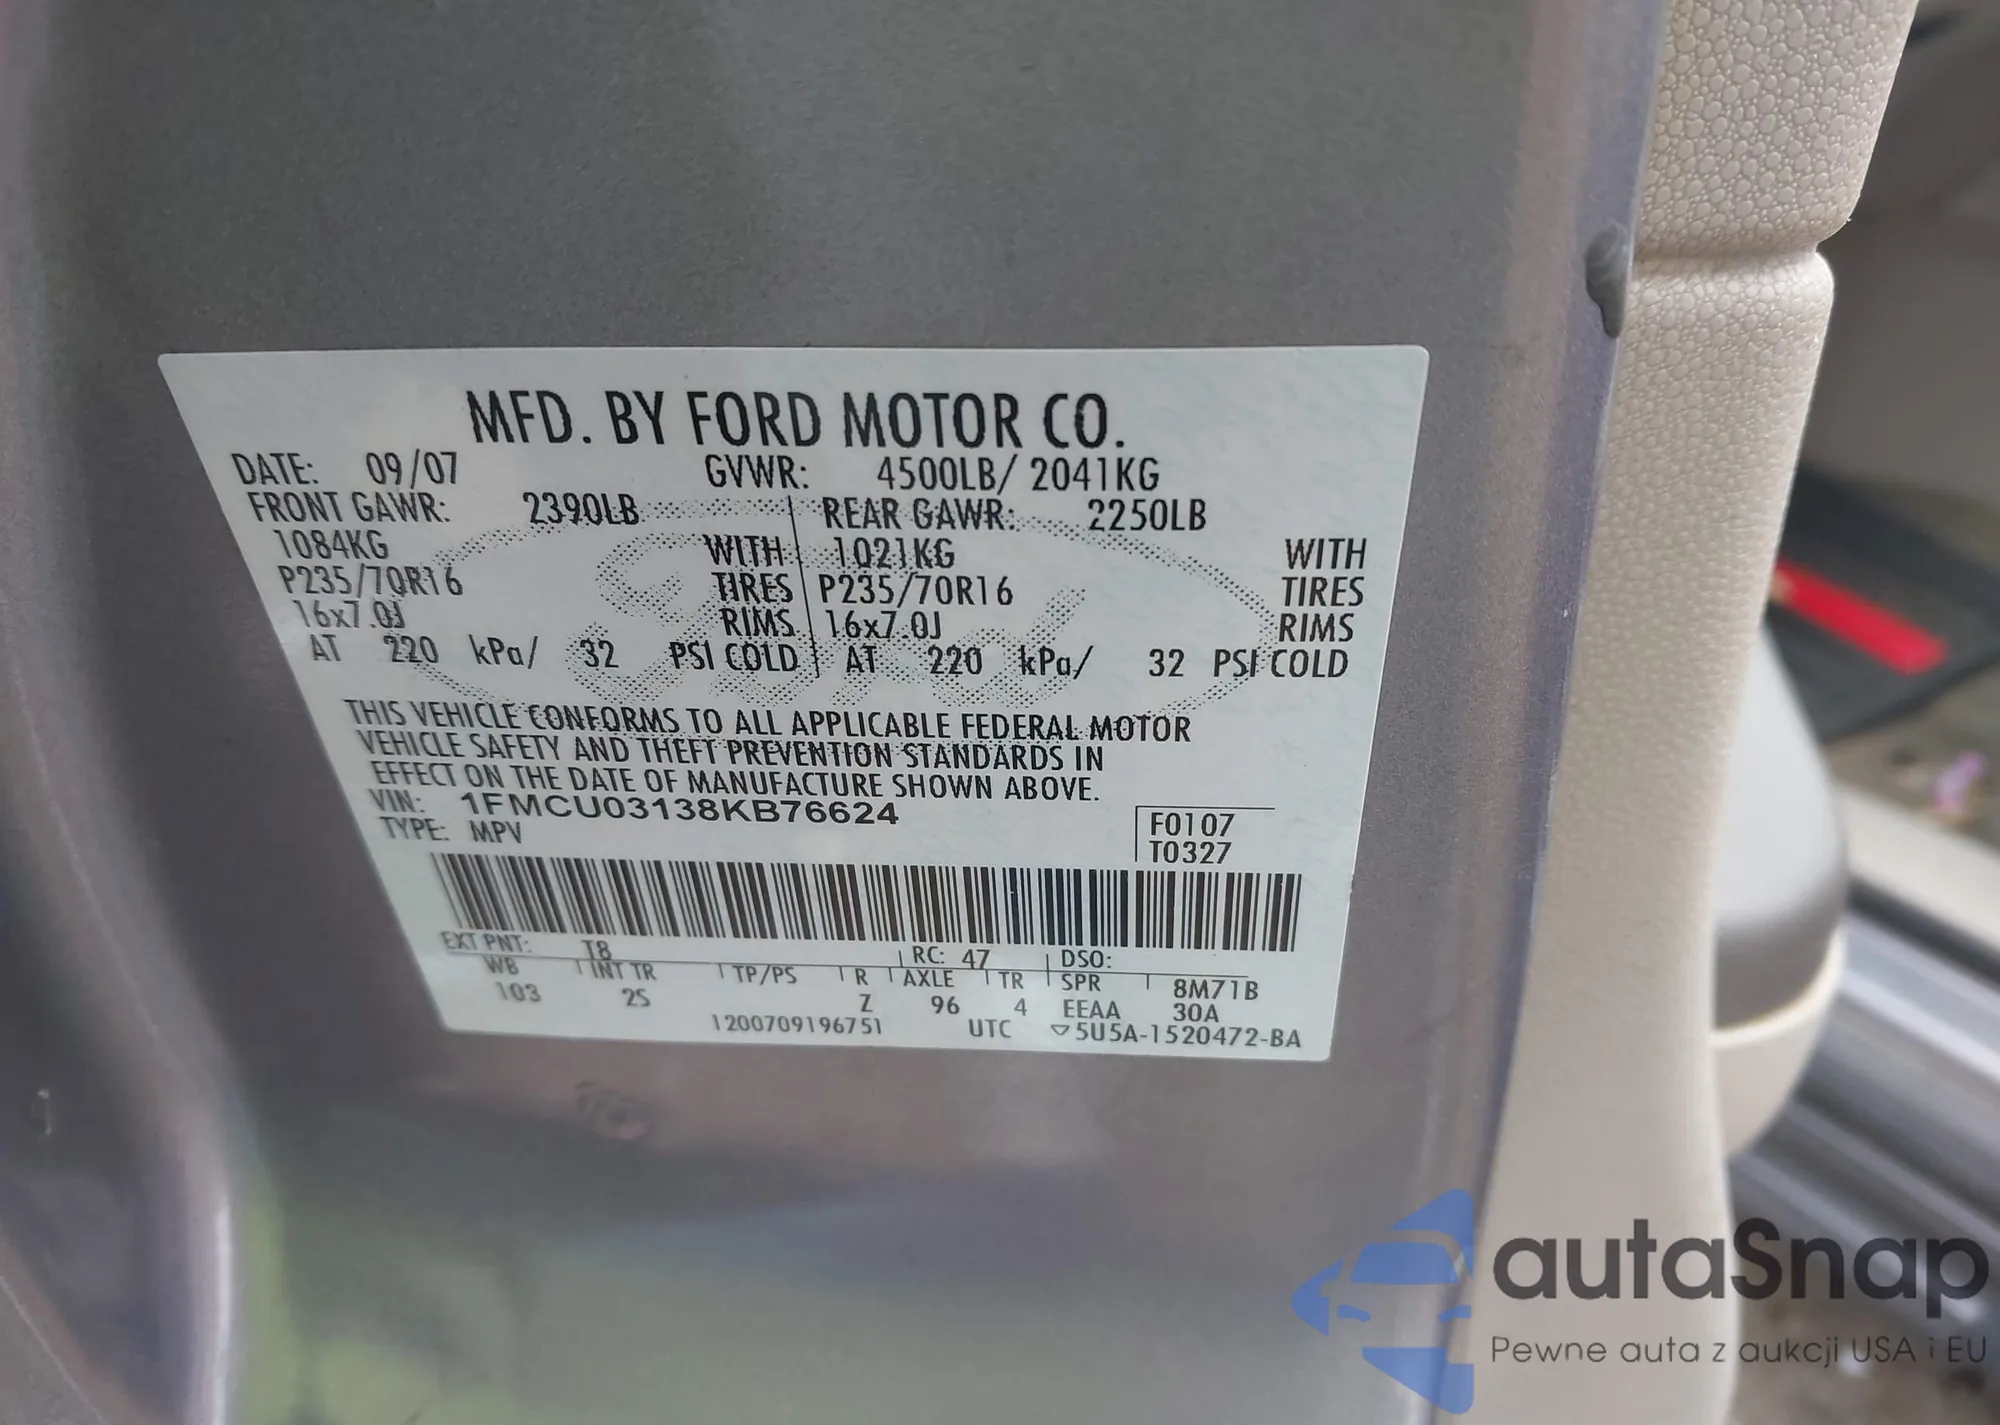 MFD. BY FORD MOTOR CO.
DATE: 09/07 GVWR: 4500LB/ 2041KG
FRONT GAWR: 2390LB REAR GAWR: 2250LB
1084KG WITH 1021KG WITH
P235/70R16 TIRES P235/70R16 TIRES
16x7.0J RIMS 16x7.0J RIMS
AT 220 kPa/ 32 PSI COLD AT 220 kPa/ 32 PSI COLD
THIS VEHICLE CONFORMS TO ALL APPLICABLE FEDERAL MOTOR
VEHICLE SAFETY AND THEFT PREVENTION STANDARDS IN
EFFECT ON THE DATE OF MANUFACTURE SHOWN ABOVE.
VIN: 1FMCU03138KB76624
TYPE: MPV
F0107
T0327
EXT PNT: T8 RC: 47 DSO:
WB INT TR TP/PS R AXLE TR SPR 8M71B
103 2S Z 96 4 EEAA 30A
1200709196751 UTC ▽5U5A-1520472-BA
autaSnap
Pewne auta z aukcji USA i EU